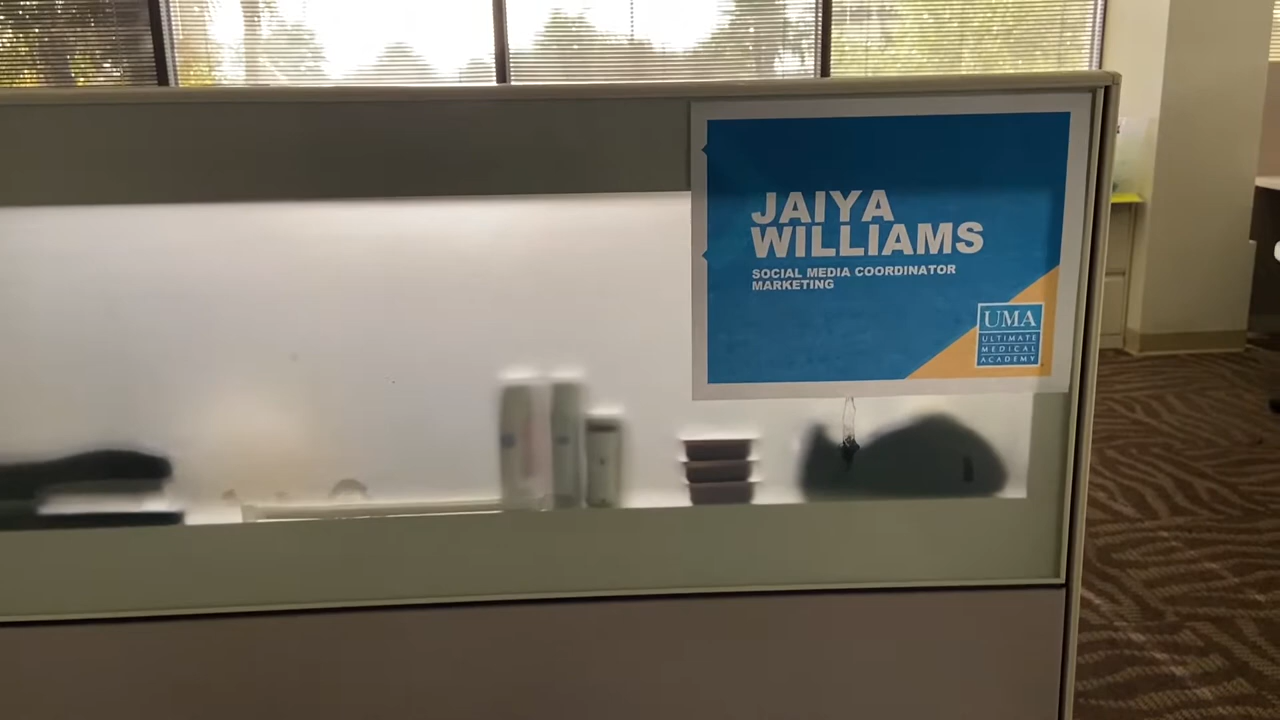 JAIYA
WILLIAMS
SOCIAL MEDIA COORDINATOR
MARKETING
UMA
ULTIMATE
MEDICAL
ACADEMY